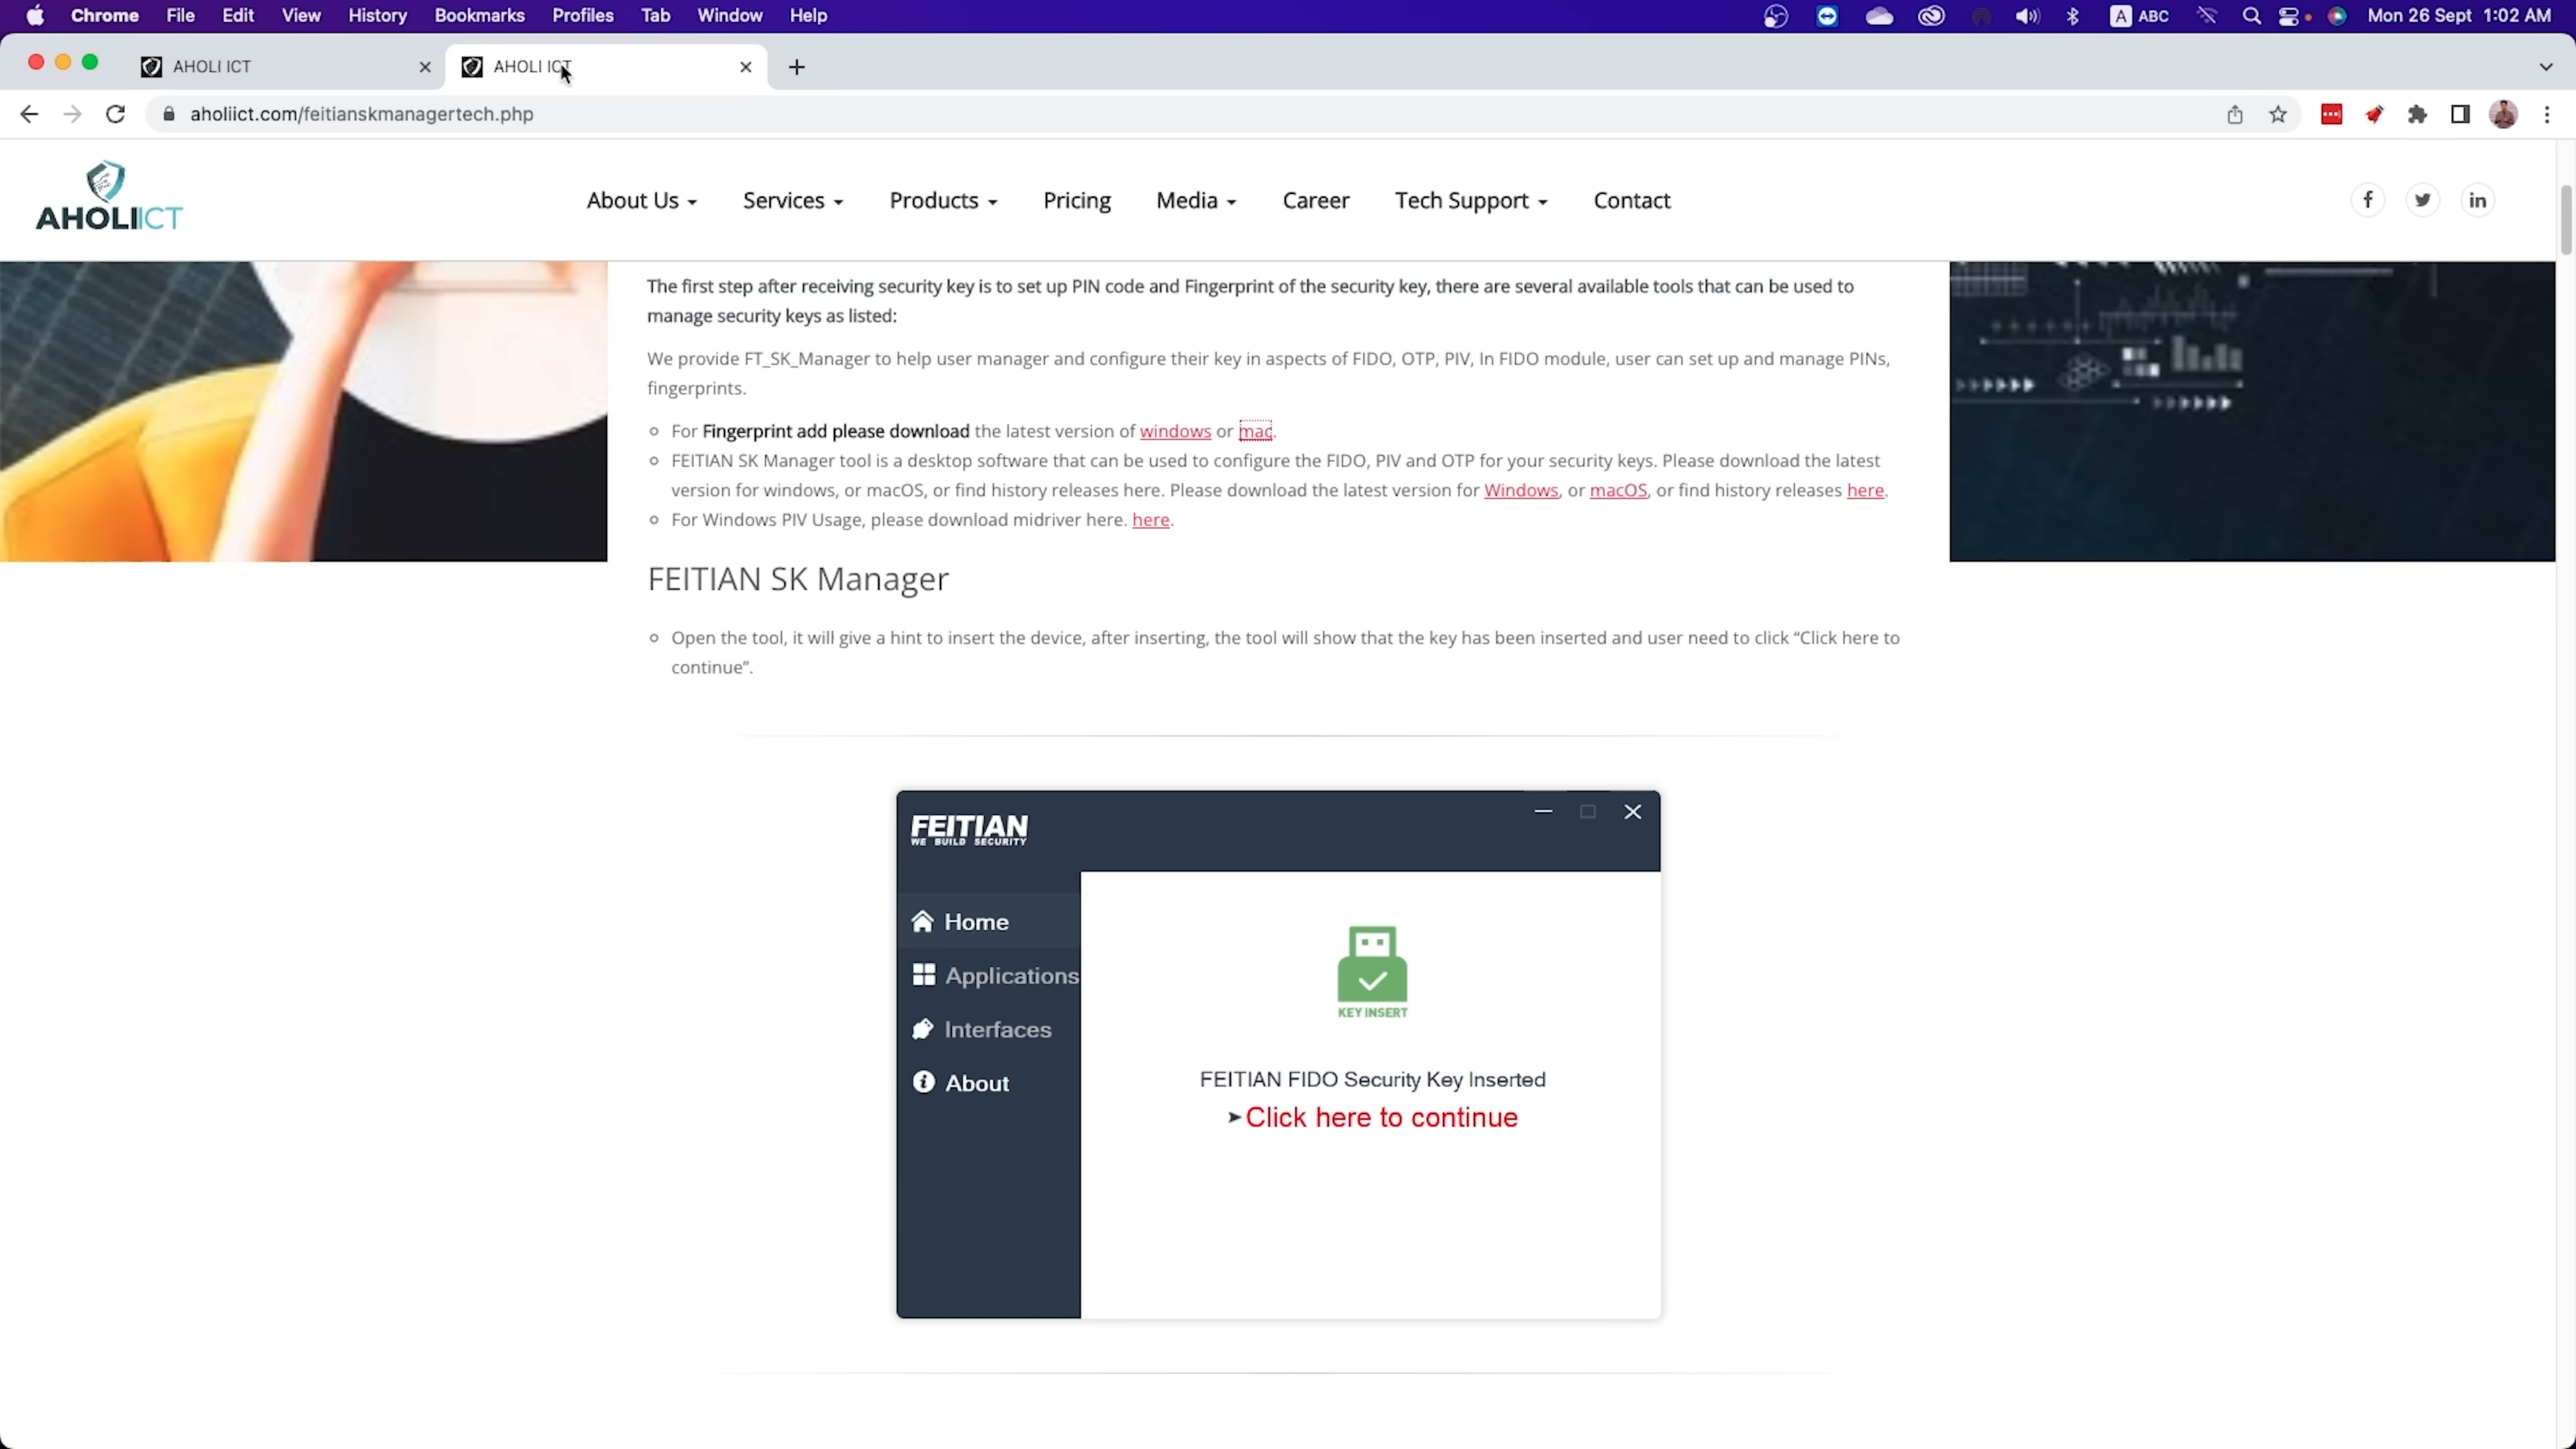 Chrome File Edit View History Bookmarks Profiles Tab Window Help A ABC Mon 26 Sept 1:02 AM
AHOLI ICT AHOLI ICT
aholiict.com/feitianskmanagertech.php
AHOLIICT About Us Services Products Pricing Media Career Tech Support Contact
The first step after receiving security key is to set up PIN code and Fingerprint of the security key, there are several available tools that can be used to
manage security keys as listed:
We provide FT_SK_Manager to help user manager and configure their key in aspects of FIDO, OTP, PIV, In FIDO module, user can set up and manage PINs,
fingerprints.
For Fingerprint add please download the latest version of windows or mac.
FEITIAN SK Manager tool is a desktop software that can be used to configure the FIDO, PIV and OTP for your security keys. Please download the latest
version for windows, or macOS, or find history releases here. Please download the latest version for Windows, or macOS, or find history releases here.
For Windows PIV Usage, please download midriver here. here.
FEITIAN SK Manager
Open the tool, it will give a hint to insert the device, after inserting, the tool will show that the key has been inserted and user need to click “Click here to
continue”.
FEITIAN
WE BUILD SECURITY
Home
Applications
Interfaces
About
KEY INSERT
FEITIAN FIDO Security Key Inserted
➤Click here to continue